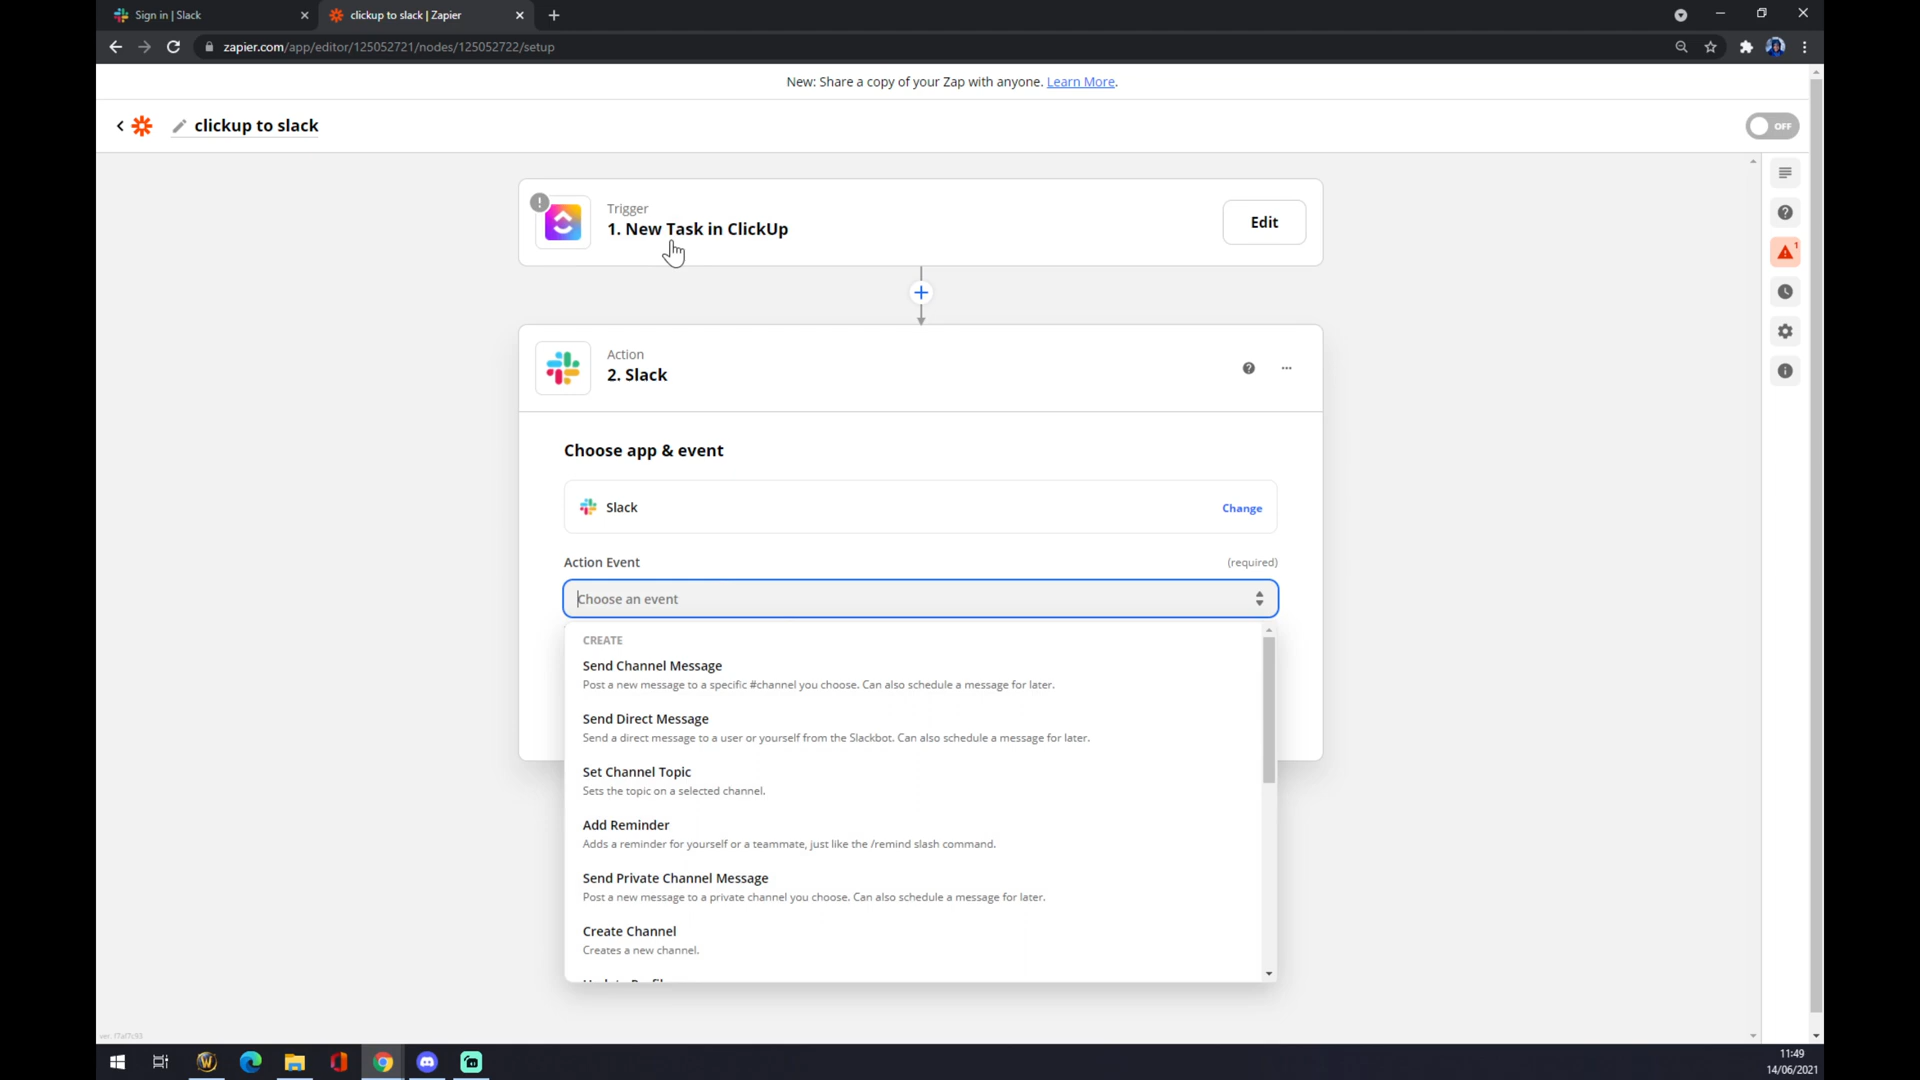 Sign in | Slack
clickup to slack | Zapier
zapier.com/app/editor/125052721/nodes/125052722/setup
New: Share a copy of your Zap with anyone. Learn More.
clickup to slack
OFF
Trigger
1. New Task in ClickUp
Edit
1
Action
2. Slack
Choose app & event
Slack
Change
Action Event
(required)
Choose an event
CREATE
Send Channel Message
Post a new message to a specific #channel you choose. Can also schedule a message for later.
Send Direct Message
Send a direct message to a user or yourself from the Slackbot. Can also schedule a message for later.
Set Channel Topic
Sets the topic on a selected channel.
Add Reminder
Adds a reminder for yourself or a teammate, just like the /remind slash command.
Send Private Channel Message
Post a new message to a private channel you choose. Can also schedule a message for later.
Create Channel
Creates a new channel.
ver. f7af7c93
11:49
14/06/2021